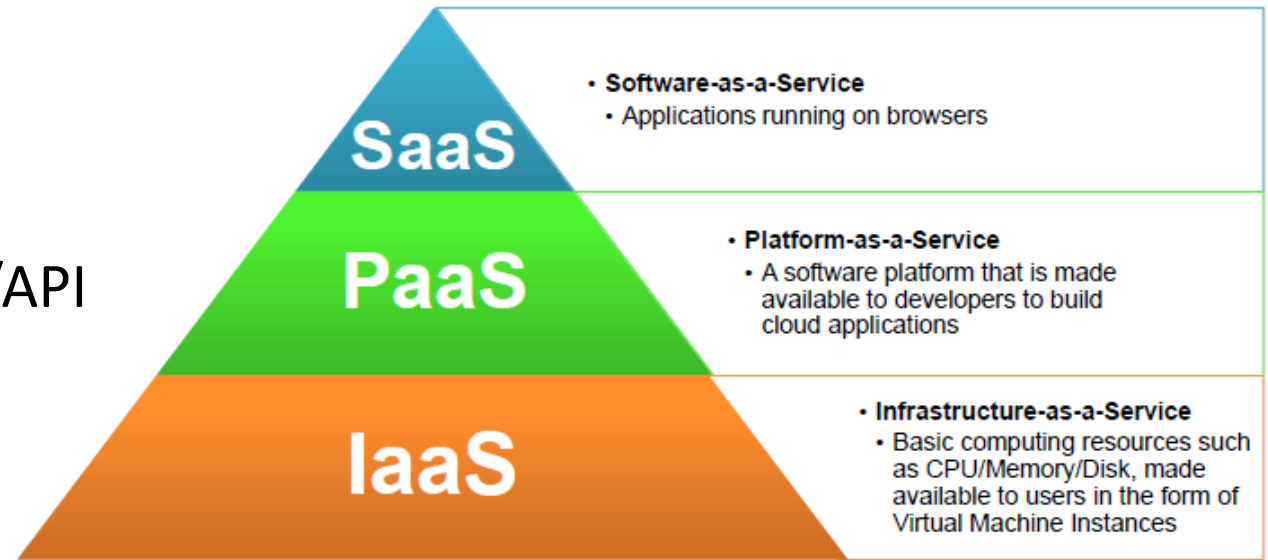 SaaS
• Software-as-a-Service
• Applications running on browsers
/API
PaaS
• Platform-as-a-Service
• A software platform that is made
available to developers to build
cloud applications
IaaS
• Infrastructure-as-a-Service
• Basic computing resources such
as CPU/Memory/Disk, made
available to users in the form of
Virtual Machine Instances